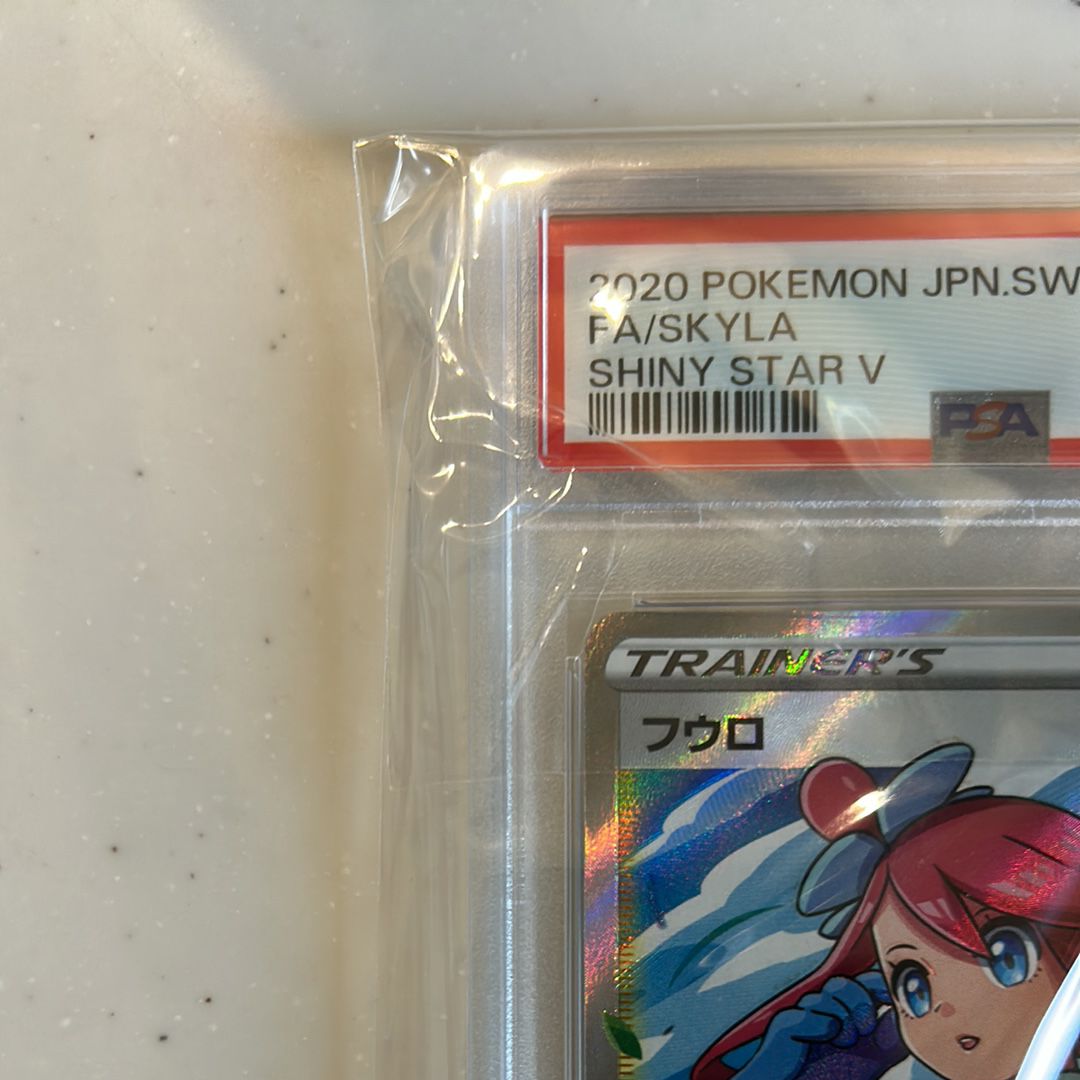 2020 POKEMON JPN.SW
FA/SKYLA
SHINY STAR V
PSA
TRAINER'S
フウロ